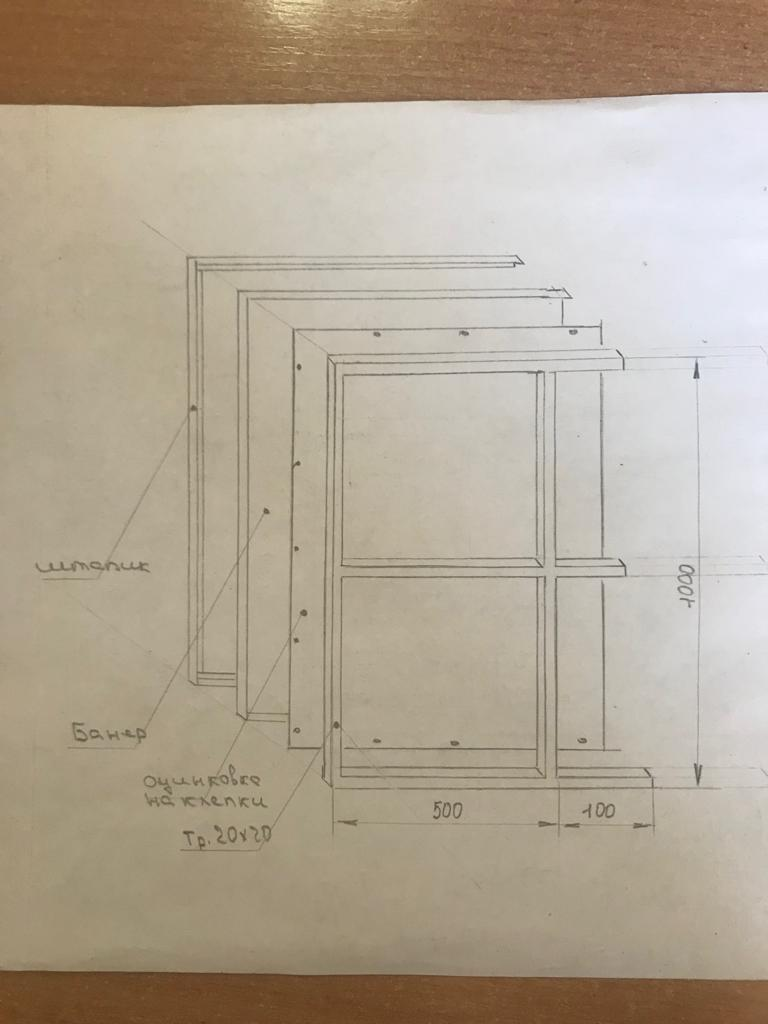 штапик
Банер
оцинковка
на клепки
Тр. 20х20
500
100
1000